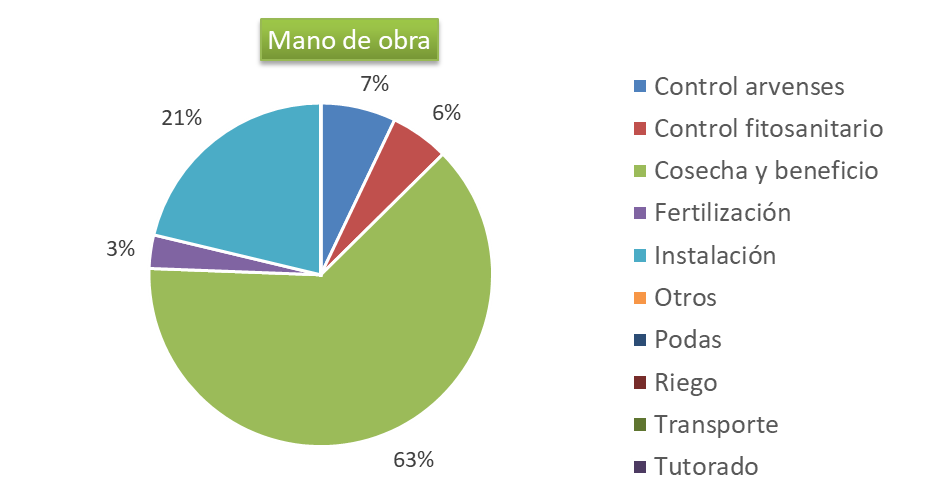 Mano de obra
7%
6%
21%
3%
63%
Control arvenses
Control fitosanitario
Cosecha y beneficio
Fertilización
Instalación
Otros
Podas
Riego
Transporte
Tutorado